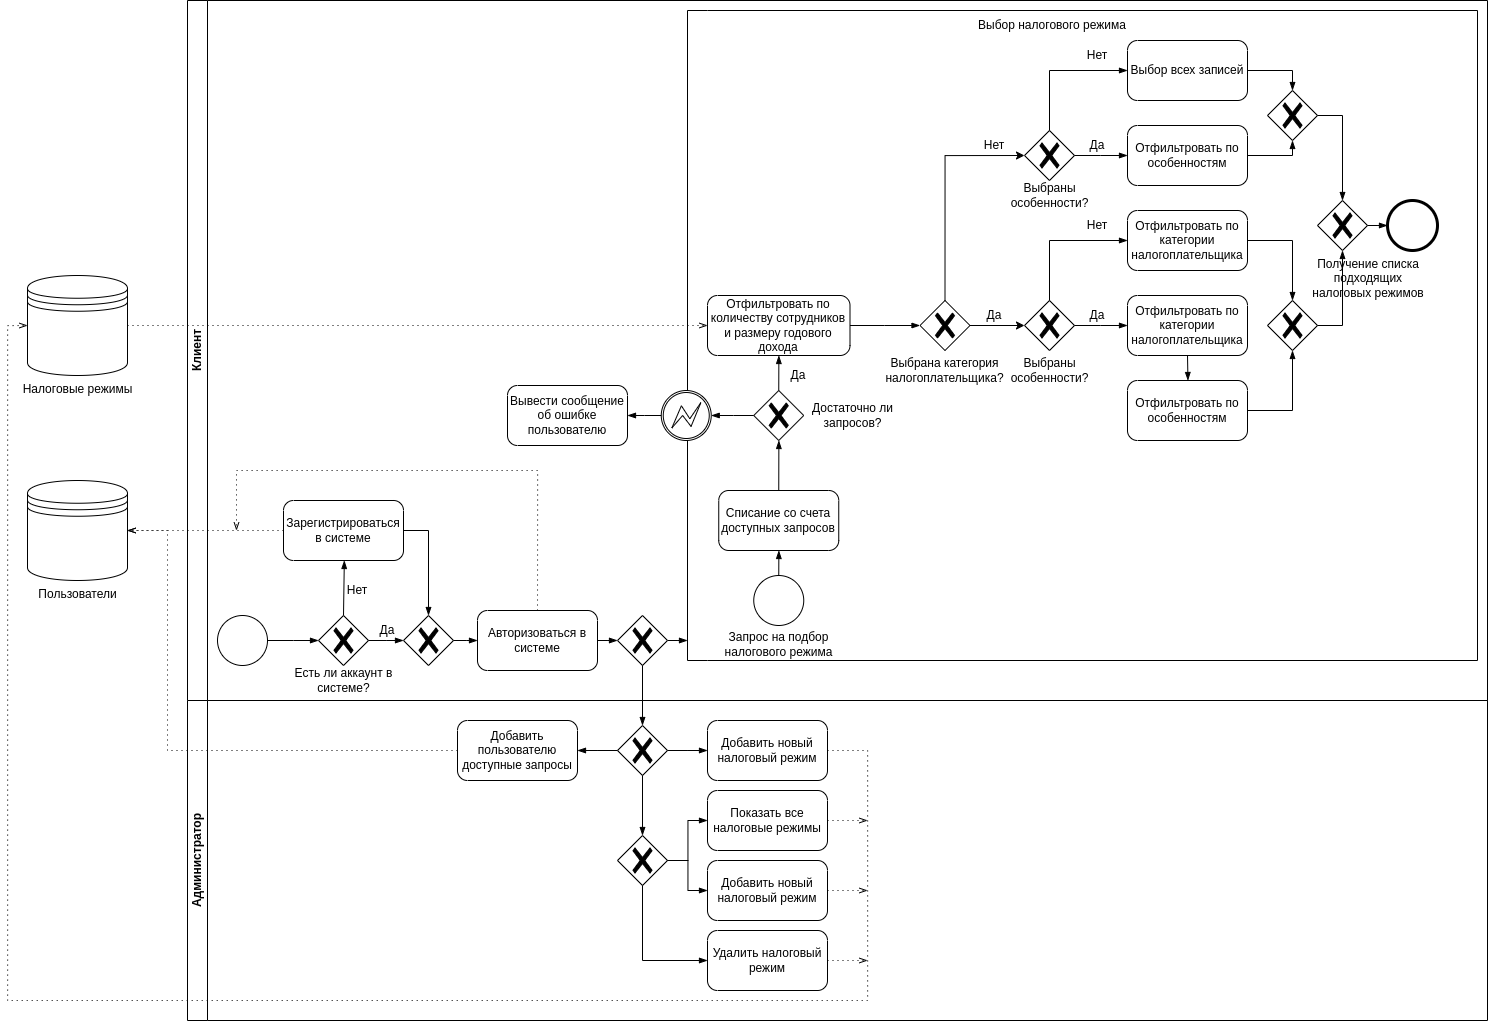 Выбор налогового режима
Нет
Выбор всех записей
Нет
Да
Отфильтровать по
особенностям
Выбраны
особенности?
Нет
Отфильтровать по
категории
налогоплательщика
Получение списка
подходящих
налоговых режимов
Отфильтровать по
количеству сотрудников
и размеру годового
дохода
Да
Да
Отфильтровать по
категории
налогоплательщика
Выбрана категория
налогоплательщика?
Выбраны
особенности?
Налоговые режимы
Клиент
Да
Вывести сообщение
об ошибке
пользователю
Достаточно ли
запросов?
Отфильтровать по
особенностям
Зарегистрироваться
в системе
Списание со счета
доступных запросов
Пользователи
Нет
Да
Авторизоваться в
системе
Есть ли аккаунт в
системе?
Запрос на подбор
налогового режима
Добавить
пользователю
доступные запросы
Добавить новый
налоговый режим
Администратор
Показать все
налоговые режимы
Добавить новый
налоговый режим
Удалить налоговый
режим